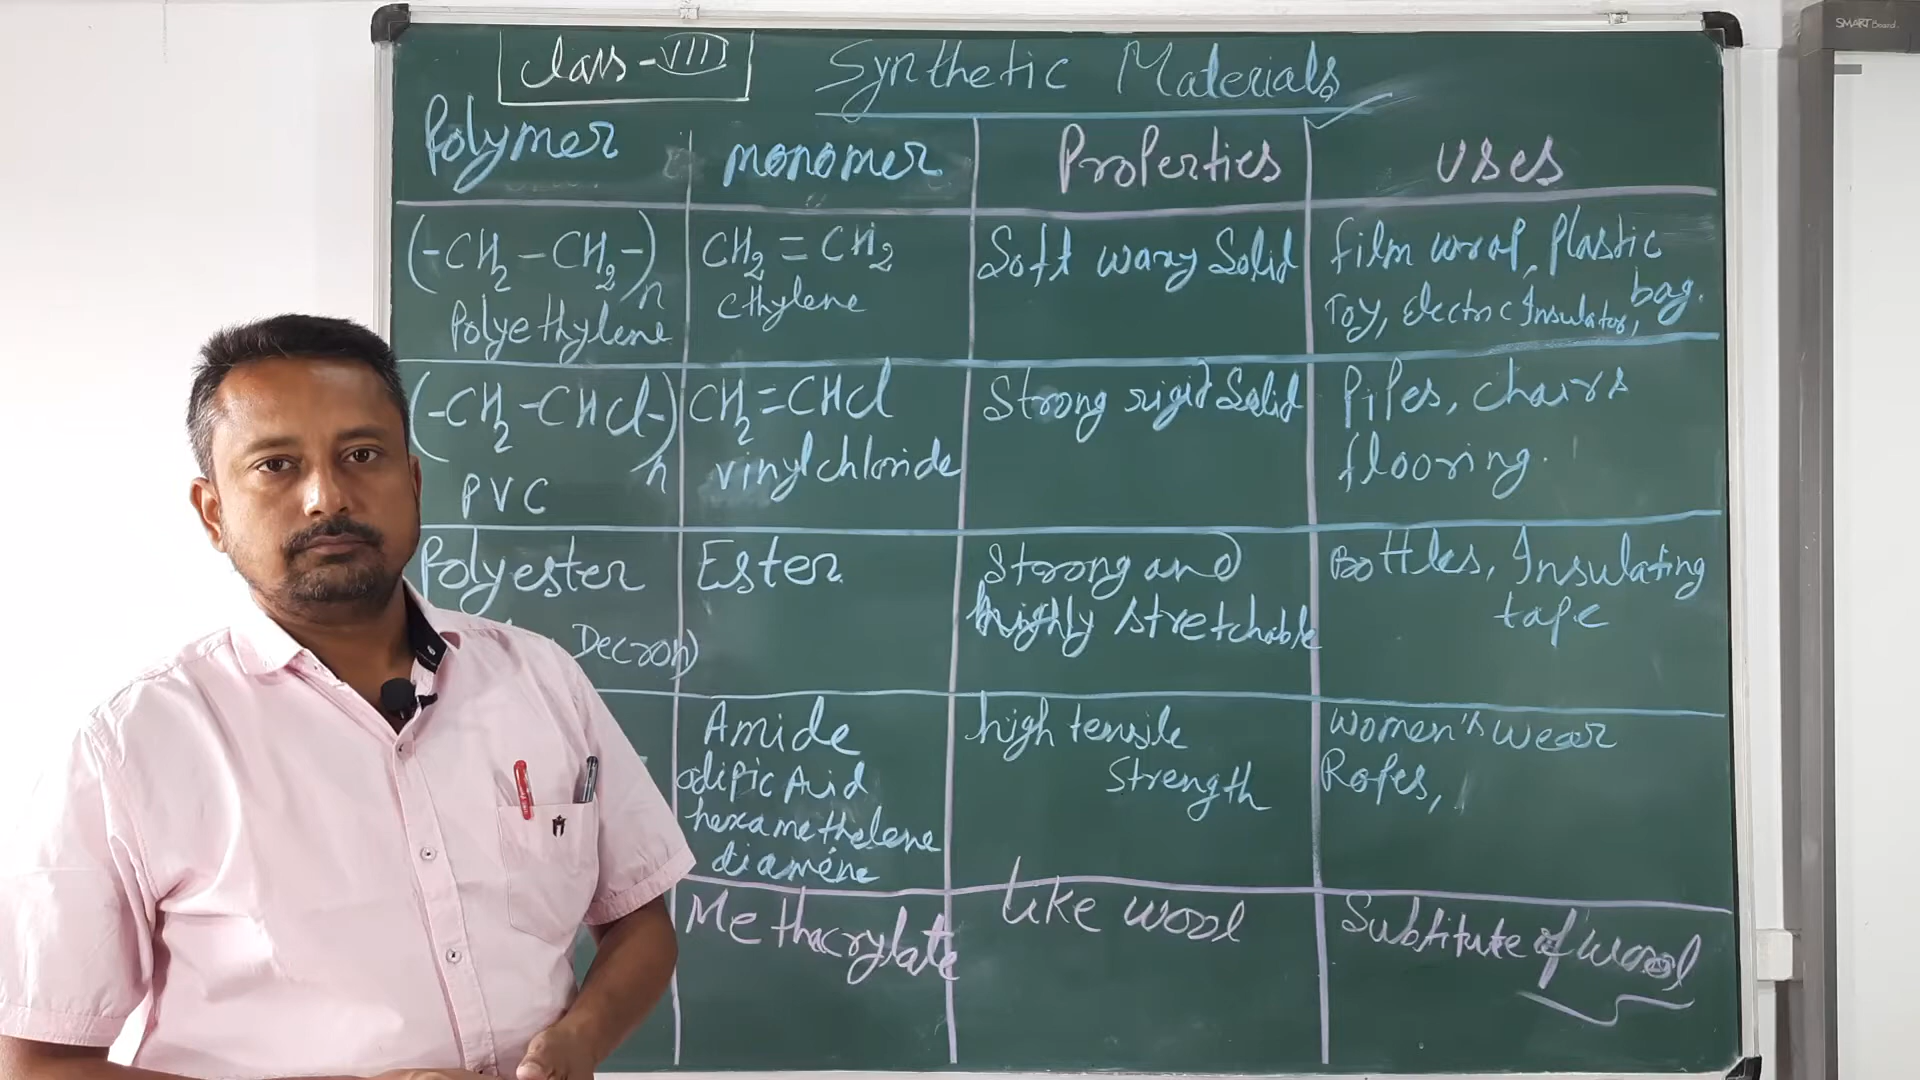 Class - VIII
Synthetic Materials
Polymer monomer Properties uses
(-CH2-CH2-)n CH2=CH2 Soft waxy Solid film wrap, Plastic
Polyethylene ethylene Toy, electric Insulator, bag.
(-CH2-CHCl-)n CH2=CHCl Strong rigid Solid Pipes, chairs
PVC vinylchloride flooring.
Polyester Ester Strong and Bottles, Insulating
highly stretchable tape
Decron)
Amide high tensile women's wear
adipic Acid Strength Ropes,
hexamethelene
diaméne
Methacrylate like wool Substitute of wool
SMART Board